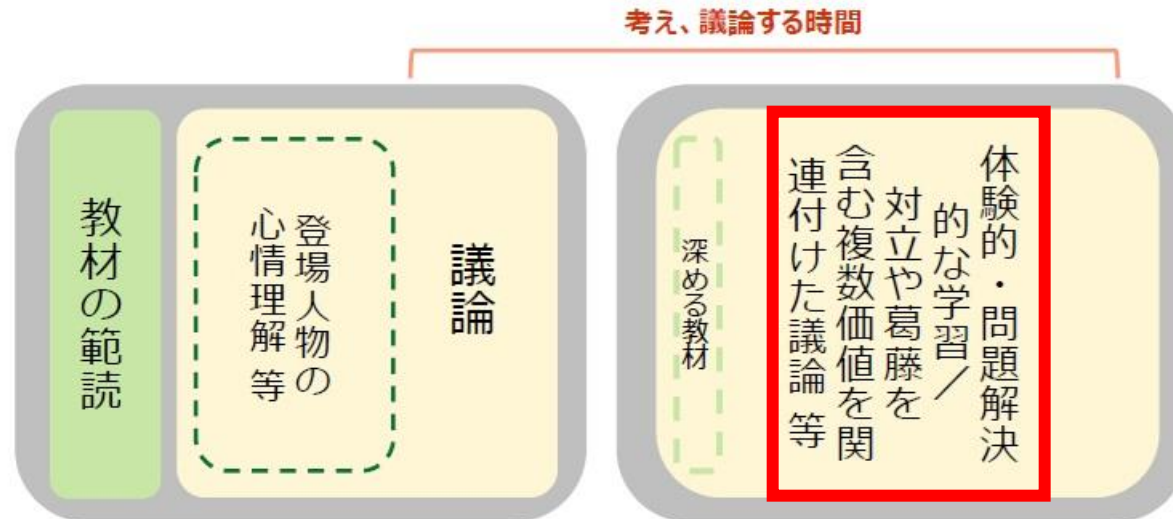 考え、議論する時間
教材の範読
登場人物の
心情理解 等
議論
深める教材
体験的・問題解決
的な学習／
対立や葛藤を
含む複数価値を関
連付けた議論 等